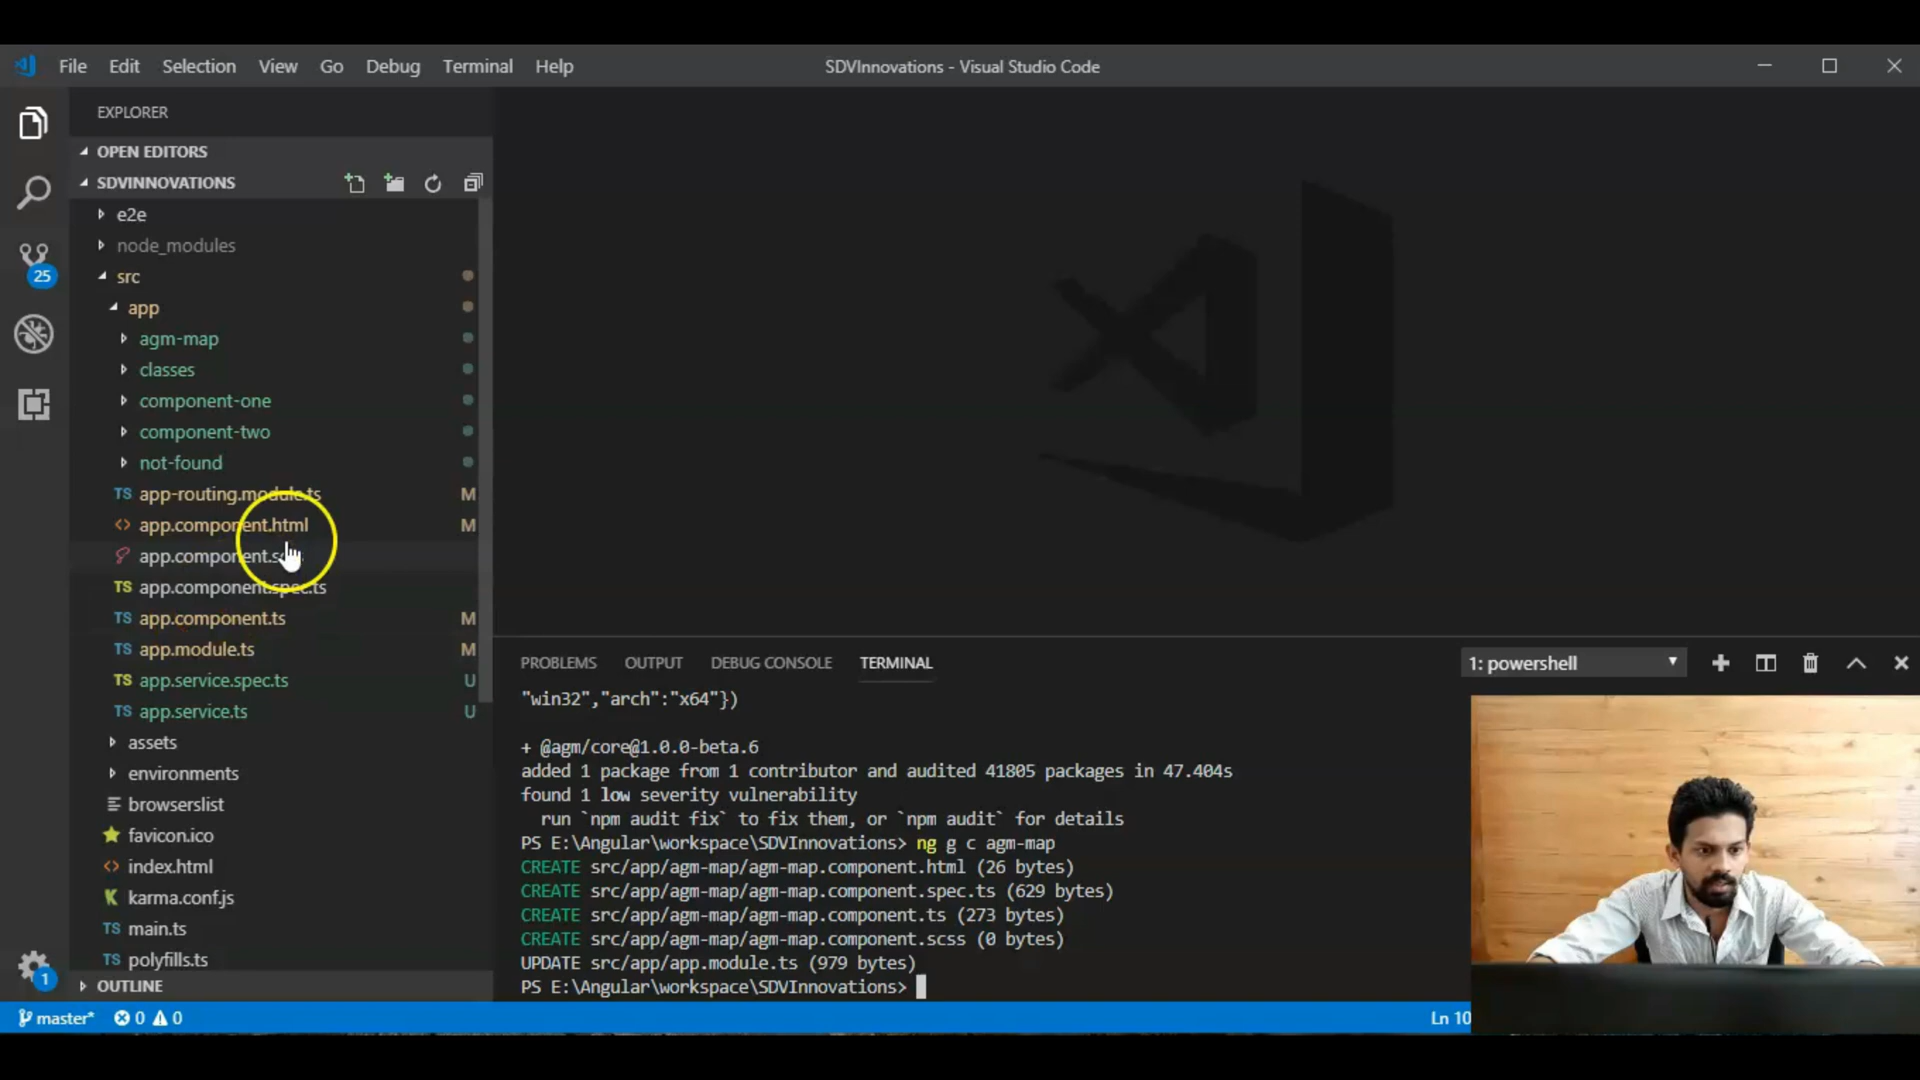 File Edit Selection View Go Debug Terminal Help
SDVInnovations - Visual Studio Code
EXPLORER
OPEN EDITORS
SDVINNOVATIONS
e2e
node_modules
src
app
agm-map
classes
component-one
component-two
not-found
TS app-routing.module.ts M
<> app.component.html M
app.component.s
TS app.component.spec.ts
TS app.component.ts M
TS app.module.ts M
TS app.service.spec.ts U
TS app.service.ts U
assets
environments
browserslist
favicon.ico
<> index.html
K karma.conf.js
TS main.ts
TS polyfills.ts
OUTLINE
25
1
PROBLEMS OUTPUT DEBUG CONSOLE TERMINAL
1: powershell
"win32","arch":"x64"})
+ @agm/core@1.0.0-beta.6
added 1 package from 1 contributor and audited 41805 packages in 47.404s
found 1 low severity vulnerability
run `npm audit fix` to fix them, or `npm audit` for details
PS E:\Angular\workspace\SDVInnovations> ng g c agm-map
CREATE src/app/agm-map/agm-map.component.html (26 bytes)
CREATE src/app/agm-map/agm-map.component.spec.ts (629 bytes)
CREATE src/app/agm-map/agm-map.component.ts (273 bytes)
CREATE src/app/agm-map/agm-map.component.scss (0 bytes)
UPDATE src/app/app.module.ts (979 bytes)
PS E:\Angular\workspace\SDVInnovations>
master* 0 0
Ln 10